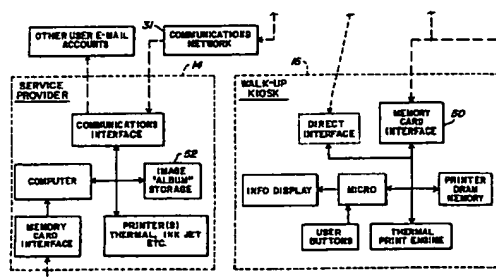 31
OTHER USER E-MAIL
ACCOUNTS
COMMUNICATIONS
NETWORK
14
SERVICE
PROVIDER
COMMUNICATIONS
INTERFACE
52
COMPUTER
IMAGE
"ALBUM"
STORAGE
MEMORY
CARD
INTERFACE
PRINTER(S)
THERMAL, INK JET
ETC.
16
WALK-UP
KIOSK
DIRECT
INTERFACE
MEMORY
CARD
INTERFACE
50
INFO DISPLAY
MICRO
PRINTER
DRAM
MEMORY
USER
BUTTONS
THERMAL
PRINT ENGINE